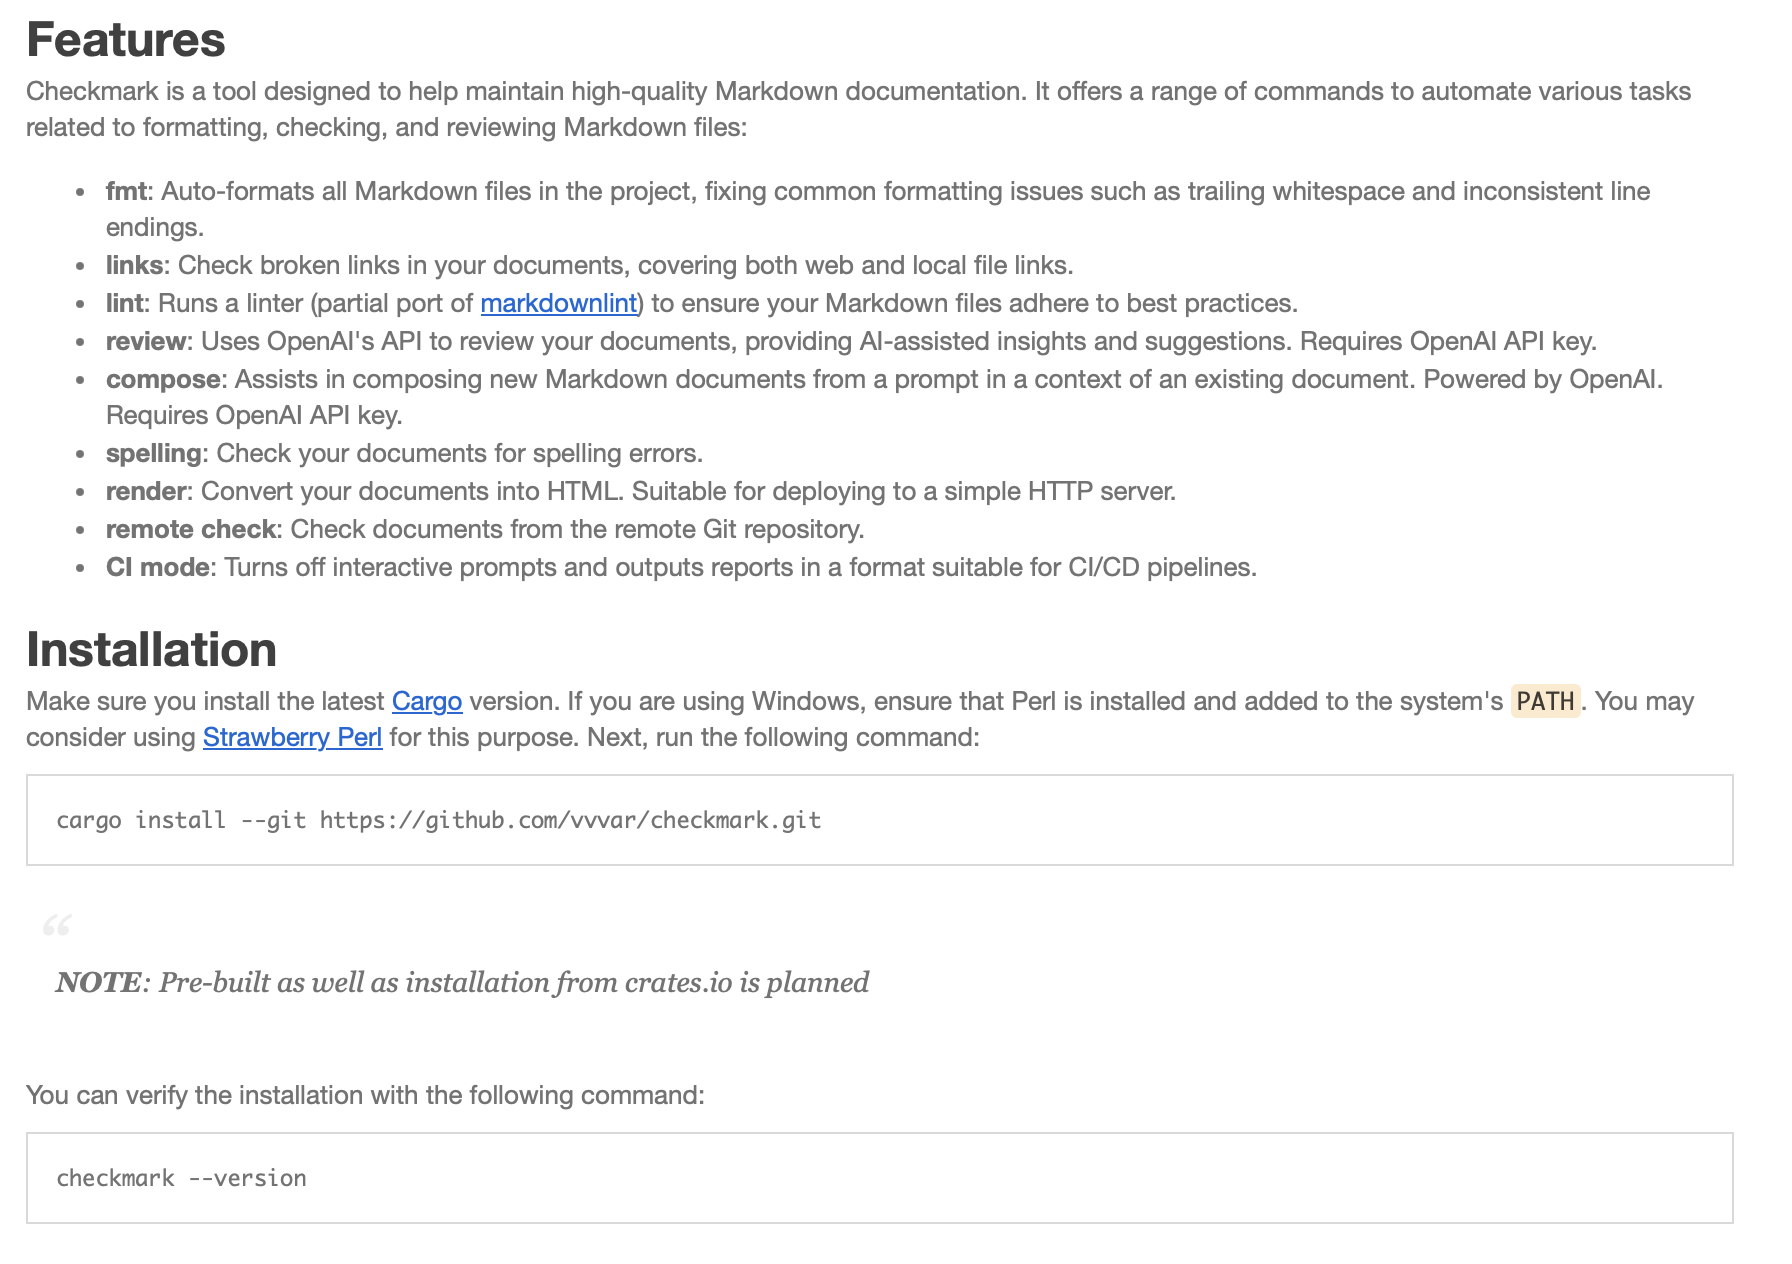 Features
Checkmark is a tool designed to help maintain high-quality Markdown documentation. It offers a range of commands to automate various tasks
related to formatting, checking, and reviewing Markdown files:
• fmt: Auto-formats all Markdown files in the project, fixing common formatting issues such as trailing whitespace and inconsistent line
endings.
• links: Check broken links in your documents, covering both web and local file links.
• lint: Runs a linter (partial port of markdownlint) to ensure your Markdown files adhere to best practices.
• review: Uses OpenAI's API to review your documents, providing AI-assisted insights and suggestions. Requires OpenAI API key.
• compose: Assists in composing new Markdown documents from a prompt in a context of an existing document. Powered by OpenAI.
Requires OpenAI API key.
• spelling: Check your documents for spelling errors.
• render: Convert your documents into HTML. Suitable for deploying to a simple HTTP server.
• remote check: Check documents from the remote Git repository.
• CI mode: Turns off interactive prompts and outputs reports in a format suitable for CI/CD pipelines.
Installation
Make sure you install the latest Cargo version. If you are using Windows, ensure that Perl is installed and added to the system's PATH. You may
consider using Strawberry Perl for this purpose. Next, run the following command:
cargo install --git https://github.com/vvvar/checkmark.git
“
NOTE: Pre-built as well as installation from crates.io is planned
You can verify the installation with the following command:
checkmark --version